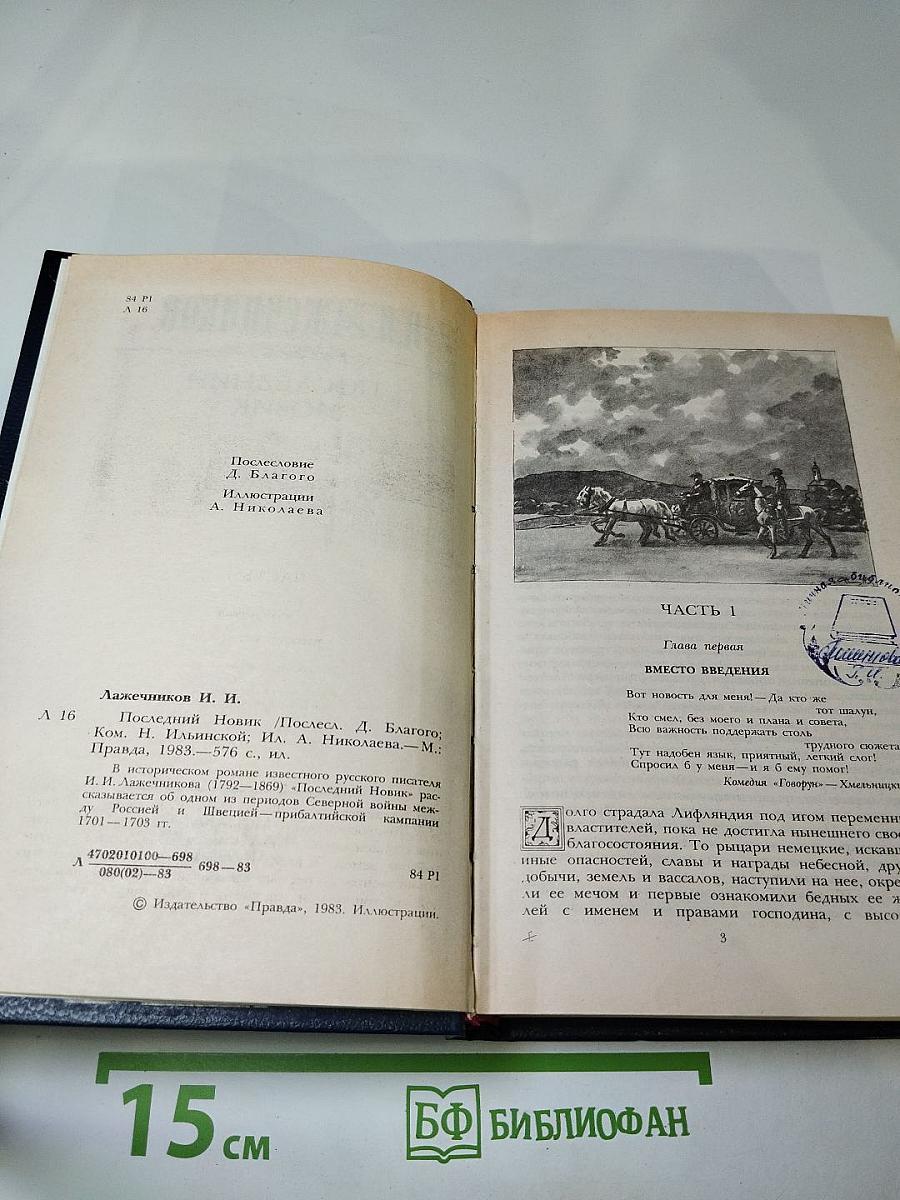 84 Р1
Л 16
Послесловие
Д. Благого
Иллюстрации
А. Николаева
Лажечников И. И.
Л 16 Последний Новик /Послесл. Д. Благого;
Ком. Н. Ильинской; Ил. А. Николаева.— М.:
Правда, 1983.—576 с., ил.
В историческом романе известного русского писателя
И. И. Лажечникова (1792—1869) «Последний Новик» рас-
сказывается об одном из периодов Северной войны меж-
ду Россией и Швецией—прибалтийской кампании
1701—1703 гг.
Л 4702010100—698
080(02)—83
698—83
84 Р1
© Издательство «Правда», 1983. Иллюстрации.
ЧАСТЬ 1
Глава первая
ВМЕСТО ВВЕДЕНИЯ
Вот новость для меня!—Да кто же
тот шалун,
Кто смел, без моего и плана и совета,
Всю важность поддержать столь
трудного сюжета
Тут надобен язык, приятный, легкий слог!
Спросил б у меня—и я б ему помог!
Комедия «Говорун»—Хмельницк
Долго страдала Лифляндия под игом переменн
властителей, пока не достигла нынешнего свое
благосостояния. То рыцари немецкие, искавш
иные опасностей, славы и награды небесной, дру
добычи, земель и вассалов, наступили на нее, окре
ли ее мечом и первые ознакомили бедных ее ж
лей с именем и правами господина, с высо
3
15 см
БФ БИБЛИОФАН